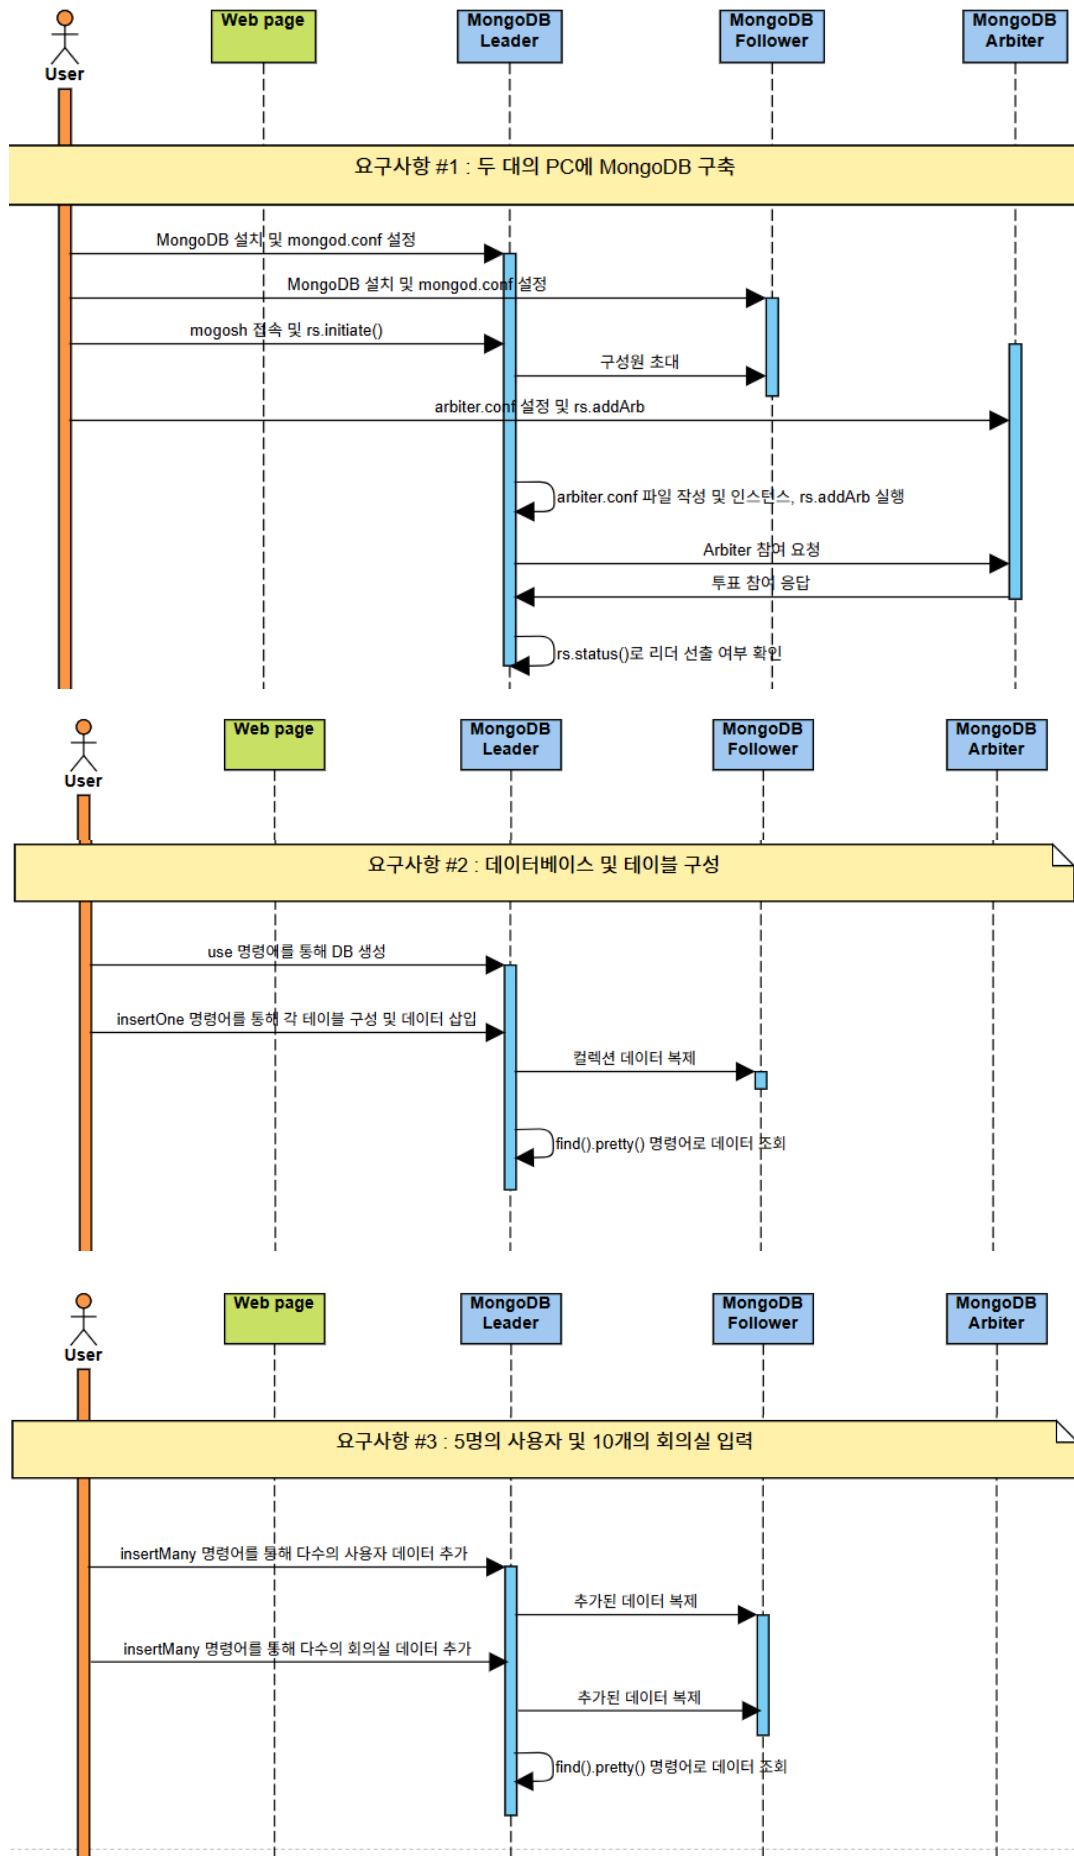 User
Web page
MongoDB
Leader
MongoDB
Follower
MongoDB
Arbiter
요구사항 #1 : 두 대의 PC에 MongoDB 구축
MongoDB 설치 및 mongod.conf 설정
MongoDB 설치 및 mongod.conf 설정
mogosh 접속 및 rs.initiate()
구성원 초대
arbiter.conf 설정 및 rs.addArb
arbiter.conf 파일 작성 및 인스턴스, rs.addArb 실행
Arbiter 참여 요청
투표 참여 응답
rs.status()로 리더 선출 여부 확인
User
Web page
MongoDB
Leader
MongoDB
Follower
MongoDB
Arbiter
요구사항 #2 : 데이터베이스 및 테이블 구성
use 명령어를 통해 DB 생성
insertOne 명령어를 통해 각 테이블 구성 및 데이터 삽입
컬렉션 데이터 복제
find().pretty() 명령어로 데이터 조회
User
Web page
MongoDB
Leader
MongoDB
Follower
MongoDB
Arbiter
요구사항 #3 : 5명의 사용자 및 10개의 회의실 입력
insertMany 명령어를 통해 다수의 사용자 데이터 추가
추가된 데이터 복제
insertMany 명령어를 통해 다수의 회의실 데이터 추가
추가된 데이터 복제
find().pretty() 명령어로 데이터 조회